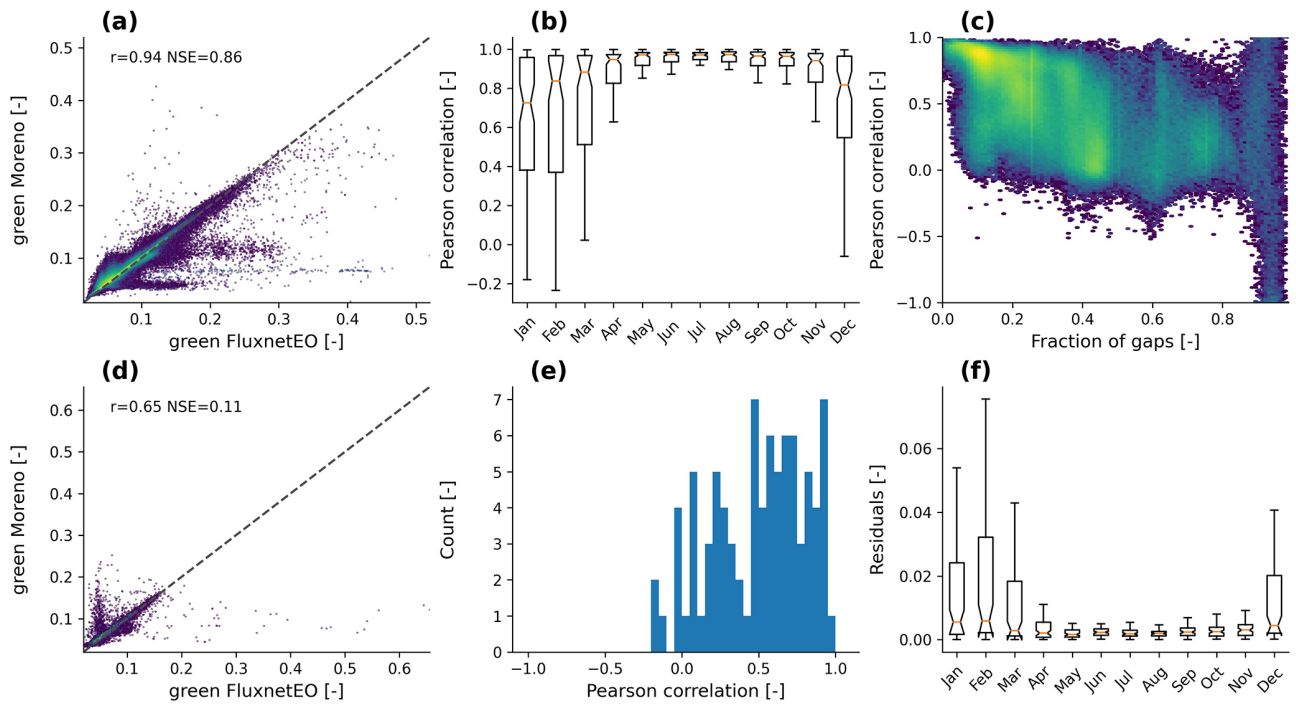 (a)
r=0.94 NSE=0.86
green Moreno [-]
0.5
0.4
0.3
0.2
0.1
0.1 0.2 0.3 0.4 0.5
green FluxnetEO [-]
(b)
Pearson correlation [-]
1.0
0.8
0.6
0.4
0.2
0.0
−0.2
Jan Feb Mar Apr May Jun Jul Aug Sep Oct Nov Dec
(c)
Pearson correlation [-]
1.0
0.5
0.0
−0.5
−1.0
0.0 0.2 0.4 0.6 0.8
Fraction of gaps [-]
(d)
r=0.65 NSE=0.11
green Moreno [-]
0.6
0.5
0.4
0.3
0.2
0.1
0.1 0.2 0.3 0.4 0.5 0.6
green FluxnetEO [-]
(e)
Count [-]
7
6
5
4
3
2
1
0
−1.0 −0.5 0.0 0.5 1.0
Pearson correlation [-]
(f)
Residuals [-]
0.06
0.04
0.02
0.00
Jan Feb Mar Apr May Jun Jul Aug Sep Oct Nov Dec